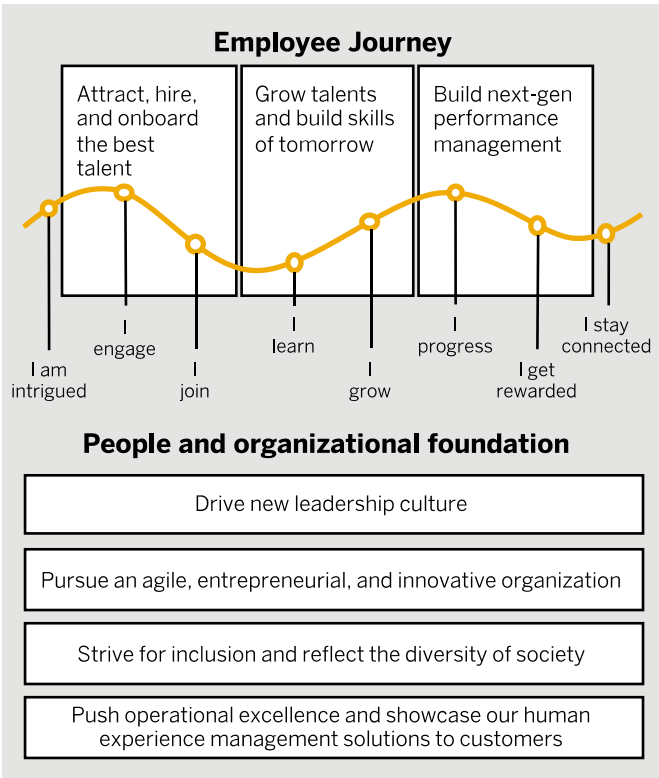 Employee Journey
Attract, hire,
and onboard
the best
talent
Grow talents
and build skills
of tomorrow
Build next-gen
performance
management
I am
intrigued
I
engage
I
join
I
learn
I
grow
I
progress
I get
rewarded
I stay
connected
People and organizational foundation
Drive new leadership culture
Pursue an agile, entrepreneurial, and innovative organization
Strive for inclusion and reflect the diversity of society
Push operational excellence and showcase our human
experience management solutions to customers